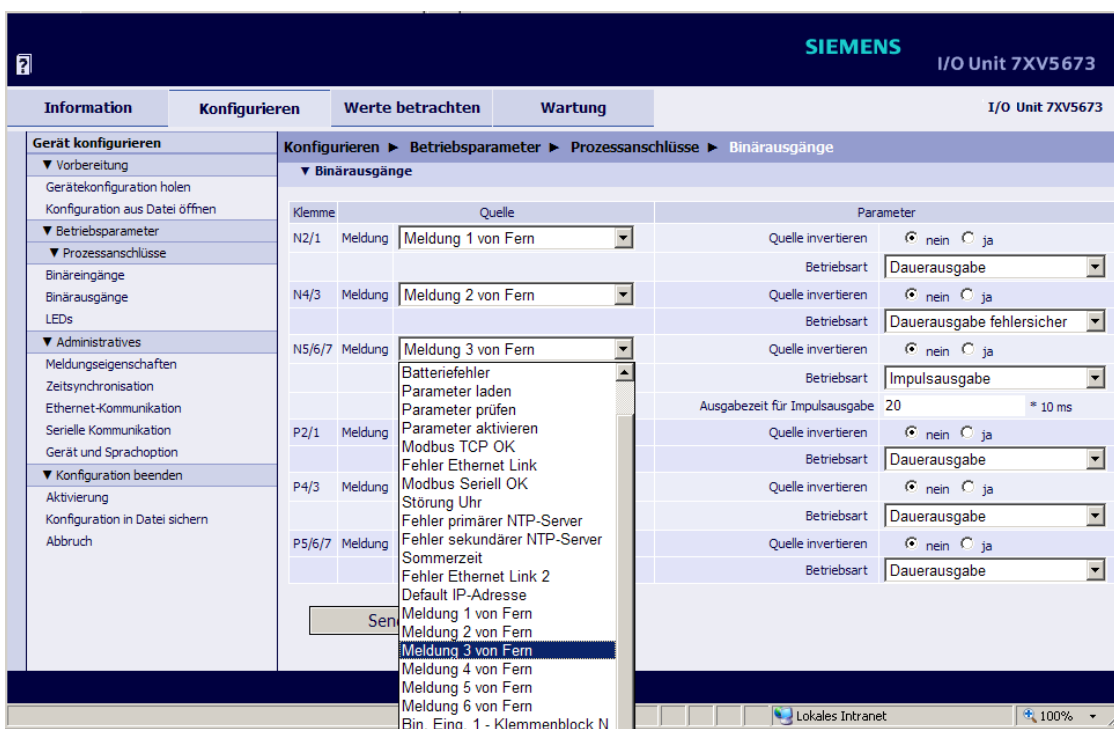 SIEMENS
I/O Unit 7XV5673
Information Konfigurieren Werte betrachten Wartung I/O Unit 7XV5673
Gerät konfigurieren
▼ Vorbereitung
Gerätekonfiguration holen
Konfiguration aus Datei öffnen
▼ Betriebsparameter
▼ Prozessanschlüsse
Binäreingänge
Binärausgänge
LEDs
▼ Administratives
Meldungseigenschaften
Zeitsynchronisation
Ethernet-Kommunikation
Serielle Kommunikation
Gerät und Sprachoption
▼ Konfiguration beenden
Aktivierung
Konfiguration in Datei sichern
Abbruch
Konfigurieren ► Betriebsparameter ► Prozessanschlüsse ► Binärausgänge
▼ Binärausgänge
Klemme Quelle Parameter
N2/1 Meldung Meldung 1 von Fern Quelle invertieren nein ja
Betriebsart Dauerausgabe
N4/3 Meldung Meldung 2 von Fern Quelle invertieren nein ja
Betriebsart Dauerausgabe fehlersicher
N5/6/7 Meldung Meldung 3 von Fern Quelle invertieren nein ja
Betriebsart Impulsausgabe
Ausgabezeit für Impulsausgabe 20 * 10 ms
P2/1 Meldung Quelle invertieren nein ja
Betriebsart Dauerausgabe
P4/3 Meldung Quelle invertieren nein ja
Betriebsart Dauerausgabe
P5/6/7 Meldung Quelle invertieren nein ja
Betriebsart Dauerausgabe
Batteriefehler
Parameter laden
Parameter prüfen
Parameter aktivieren
Modbus TCP OK
Fehler Ethernet Link
Modbus Seriell OK
Störung Uhr
Fehler primärer NTP-Server
Fehler sekundärer NTP-Server
Sommerzeit
Fehler Ethernet Link 2
Default IP-Adresse
Meldung 1 von Fern
Meldung 2 von Fern
Meldung 3 von Fern
Meldung 4 von Fern
Meldung 5 von Fern
Meldung 6 von Fern
Bin. Eing. 1 - Klemmenblock N
Lokales Intranet 100%